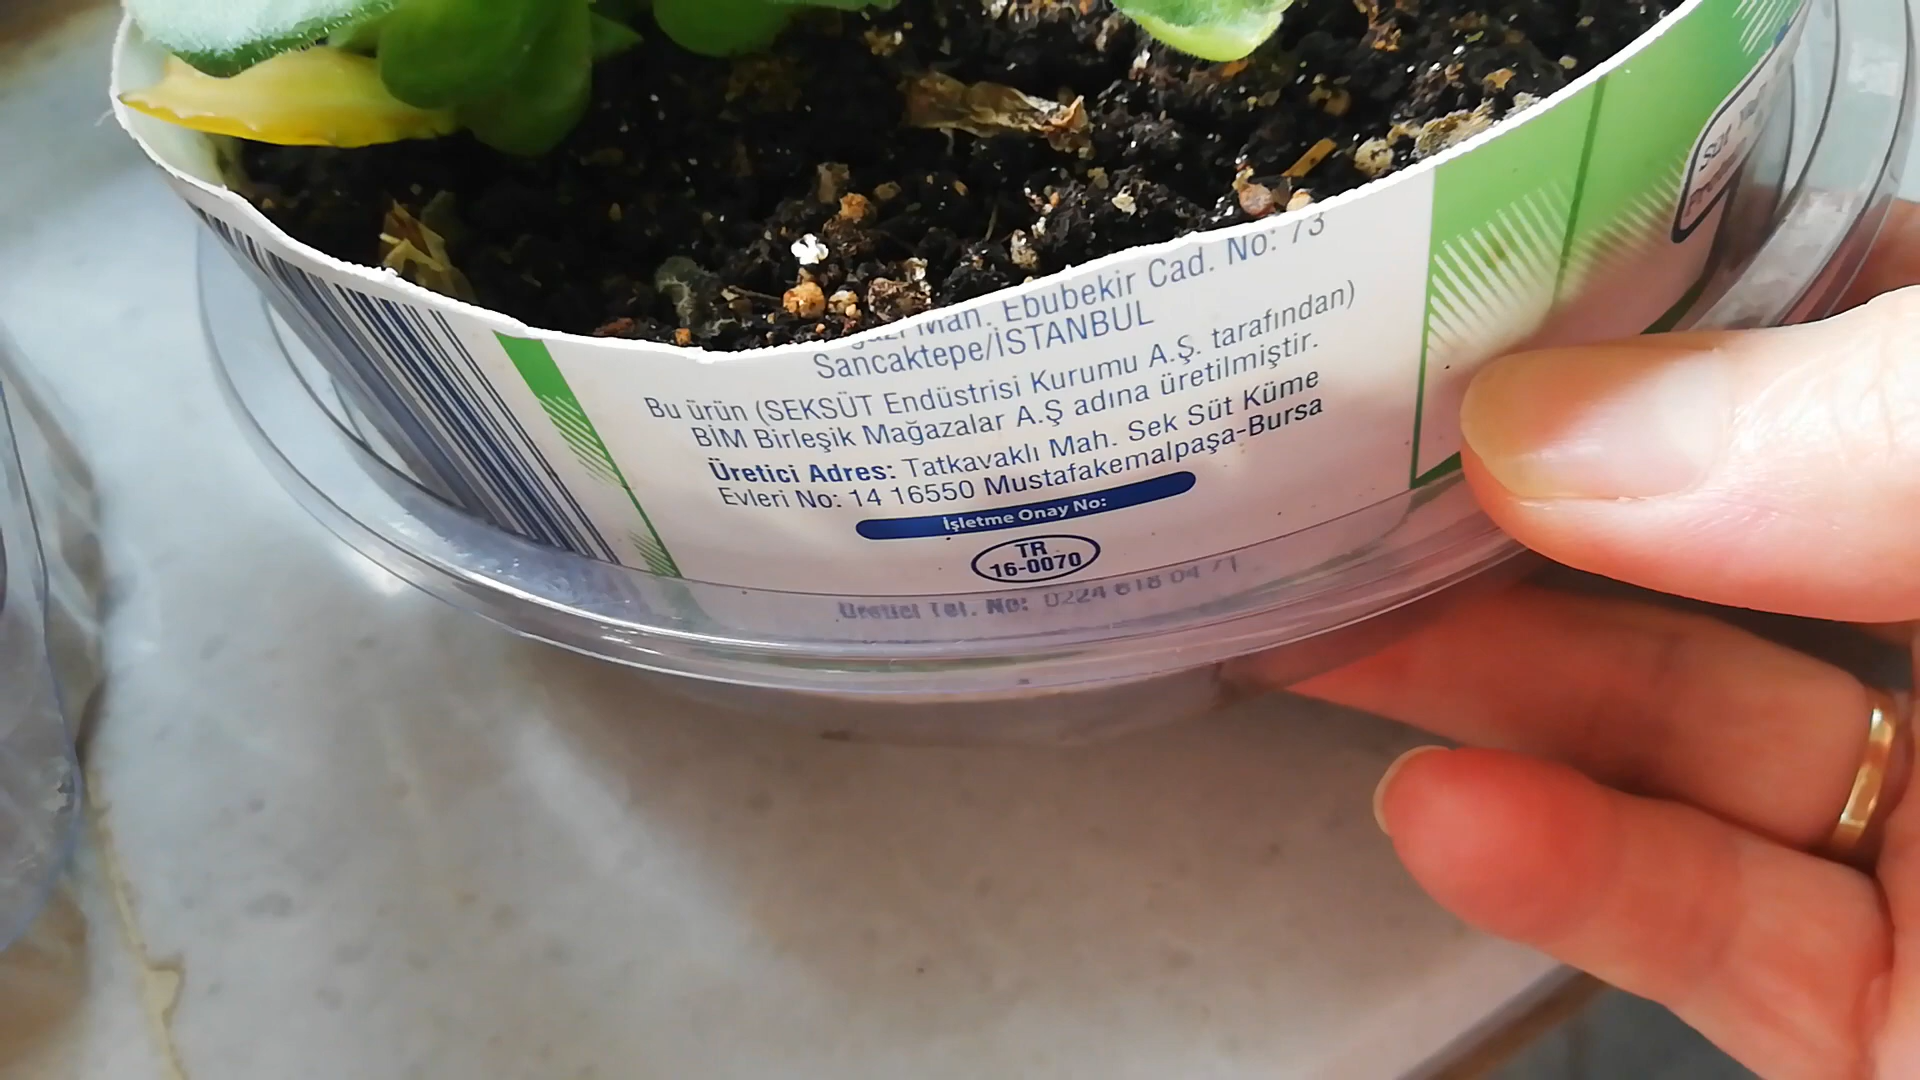 Mah. Ebubekir Cad. No: 73
Sancaktepe/İSTANBUL
Bu ürün (SEKSÜT Endüstrisi Kurumu A.Ş. tarafından)
BİM Birleşik Mağazalar A.Ş adına üretilmiştir.
Üretici Adres: Tatkavaklı Mah. Sek Süt Küme
Evleri No: 14 16550 Mustafakemalpaşa-Bursa
İşletme Onay No:
TR
16-0070
Üretici Tel. No: 0224 618 04 71